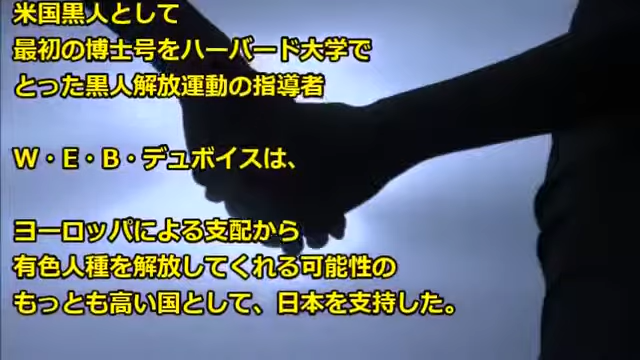 米国黒人として
最初の博士号をハーバード大学で
とった黒人解放運動の指導者
W・E・B・デュボイスは、
ヨーロッパによる支配から
有色人種を解放してくれる可能性の
もっとも高い国として、日本を支持した。